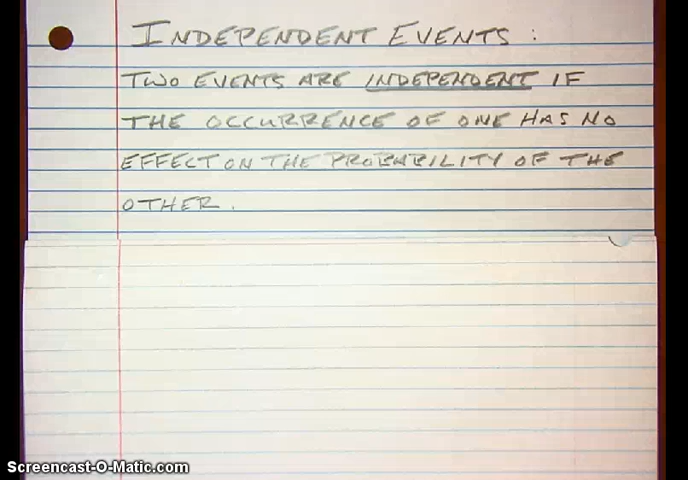 INDEPENDENT EVENTS :
TWO EVENTS ARE INDEPENDENT IF
THE OCCURRENCE OF ONE HAS NO
EFFECT ON THE PROBABILITY OF THE
OTHER.
Screencast-O-Matic.com